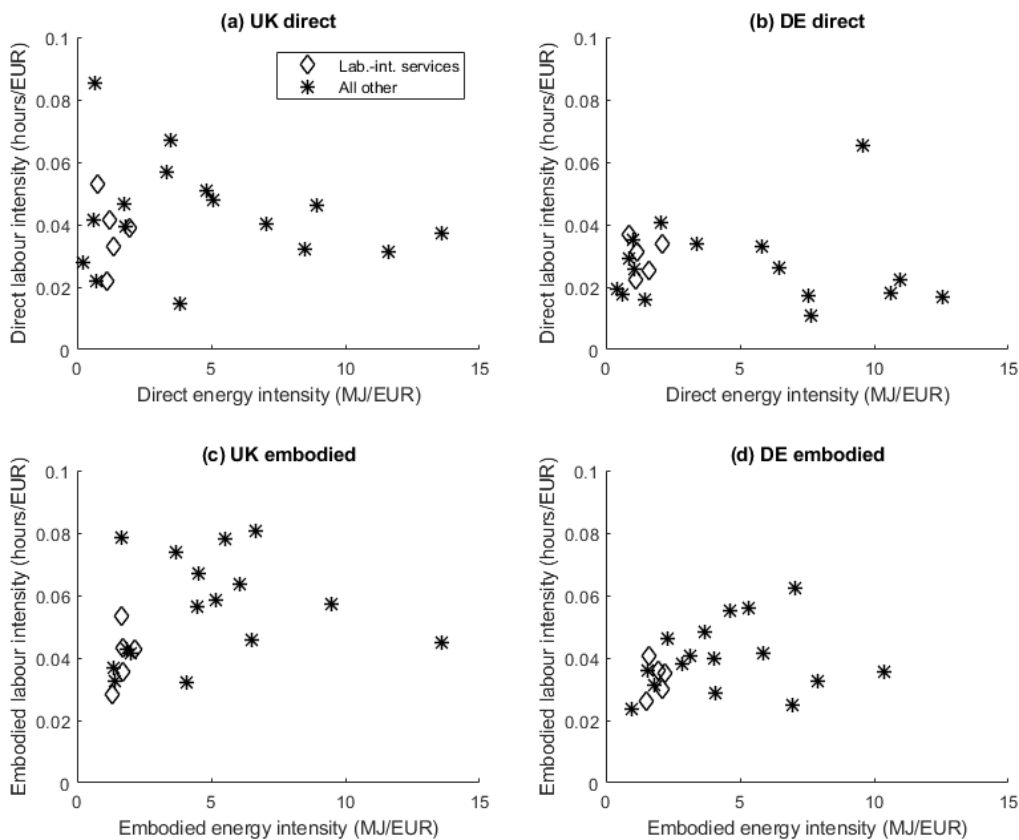 (a) UK direct
0.1
0.08
0.06
0.04
0.02
0
Direct labour intensity (hours/EUR)
Lab.-int. services
All other
0 5 10 15
Direct energy intensity (MJ/EUR)
(b) DE direct
0.1
0.08
0.06
0.04
0.02
0
Direct labour intensity (hours/EUR)
0 5 10 15
Direct energy intensity (MJ/EUR)
(c) UK embodied
0.1
0.08
0.06
0.04
0.02
0
Embodied labour intensity (hours/EUR)
0 5 10 15
Embodied energy intensity (MJ/EUR)
(d) DE embodied
0.1
0.08
0.06
0.04
0.02
0
Embodied labour intensity (hours/EUR)
0 5 10 15
Embodied energy intensity (MJ/EUR)